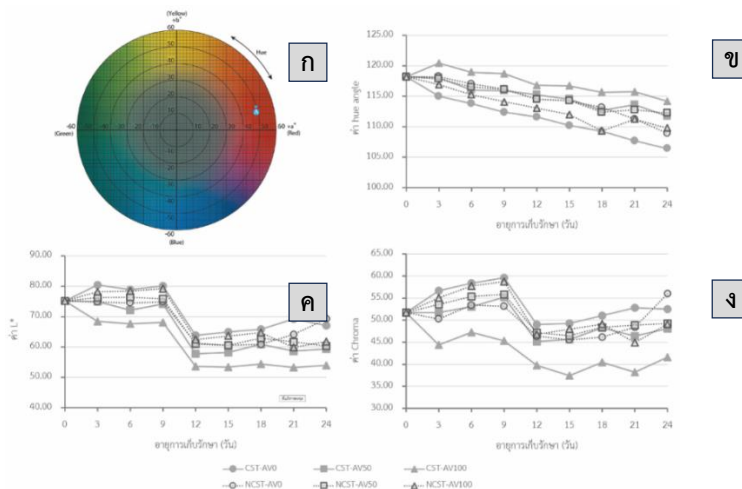 (Yellow)
60
+b*
Hue
ก
-60
(Green)
60
+a*
(Red)
-60
(Blue)
ข
ค่า hue angle
125.00
120.00
115.00
110.00
105.00
100.00
0 3 6 9 12 15 18 21 24
อายุการเก็บรักษา (วัน)
ค
ค่า L*
90.00
80.00
70.00
60.00
50.00
40.00
0 3 6 9 12 15 18 21 24
อายุการเก็บรักษา (วัน)
ง
ค่า Chroma
65.00
60.00
55.00
50.00
45.00
40.00
35.00
30.00
0 3 6 9 12 15 18 21 24
อายุการเก็บรักษา (วัน)
CST-AV0 CST-AV50 CST-AV100
NCST-AV0 NCST-AV50 NCST-AV100